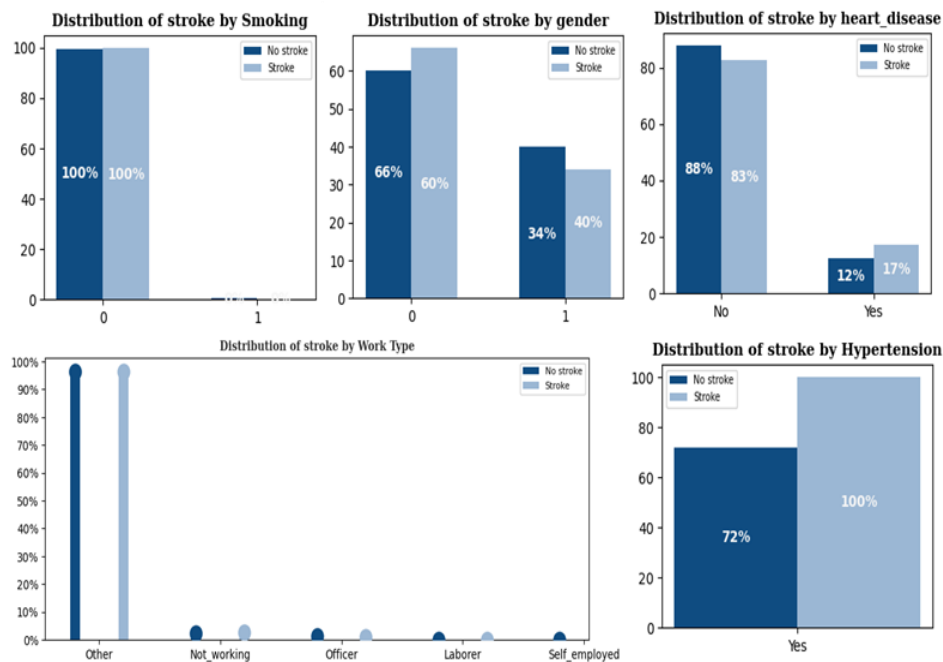 Distribution of stroke by Smoking
No stroke
Stroke
100
80
60
40
20
0
100%
100%
0
1
Distribution of stroke by gender
No stroke
Stroke
60
50
40
30
20
10
0
66%
60%
34%
40%
0
1
Distribution of stroke by heart_disease
No stroke
Stroke
80
60
40
20
0
88%
83%
12%
17%
No
Yes
Distribution of stroke by Work Type
No stroke
Stroke
100%
90%
80%
70%
60%
50%
40%
30%
20%
10%
0%
Other
Not_working
Officer
Laborer
Self_employed
Distribution of stroke by Hypertension
No stroke
Stroke
100
80
60
40
20
0
72%
100%
Yes